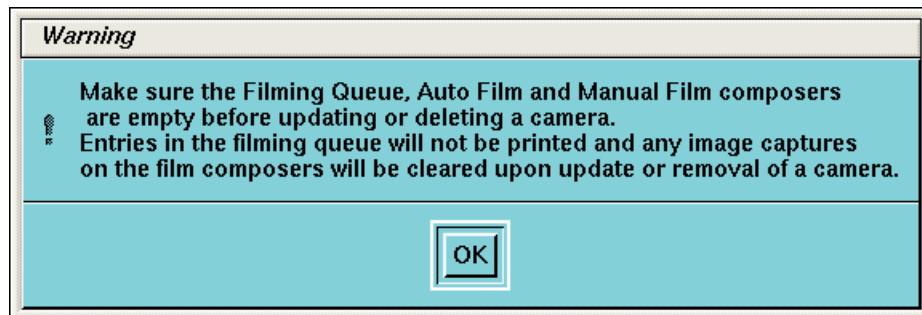 Warning
Make sure the Filming Queue, Auto Film and Manual Film composers
are empty before updating or deleting a camera.
Entries in the filming queue will not be printed and any image captures
on the film composers will be cleared upon update or removal of a camera.
OK